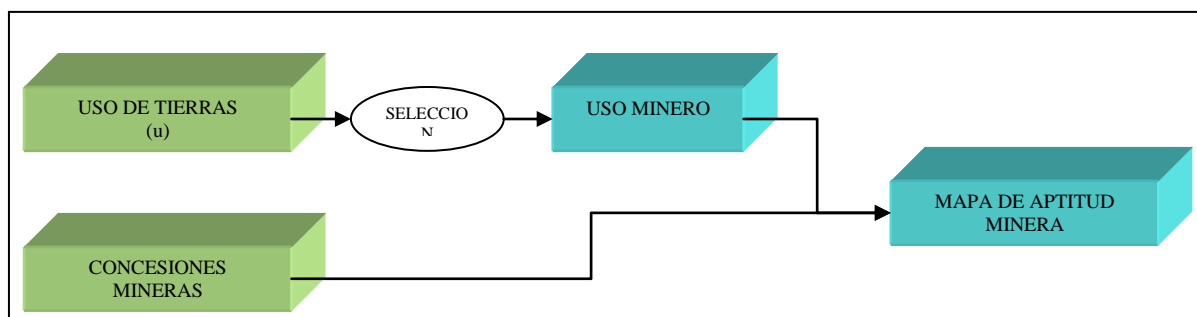 USO DE TIERRAS
(u)
SELECCIO
N
USO MINERO
MAPA DE APTITUD
MINERA
CONCESIONES
MINERAS